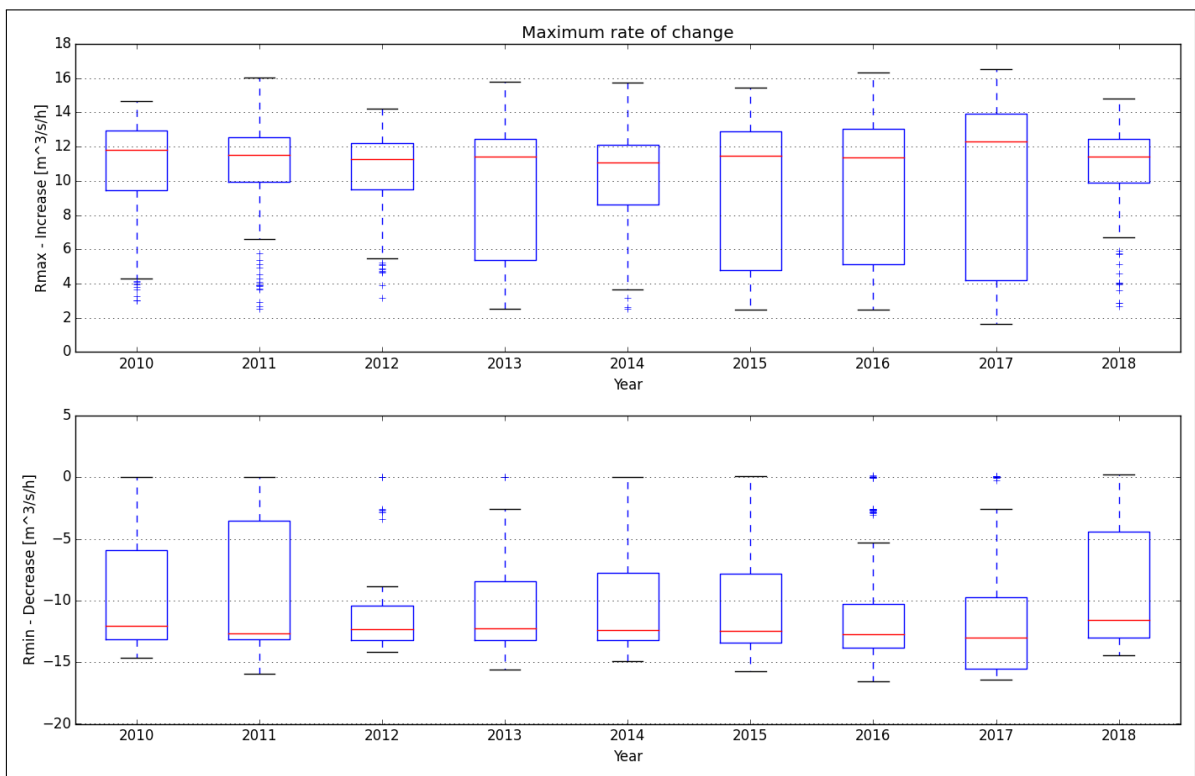 Maximum rate of change
Rmax - Increase [m^3/s/h]
18
16
14
12
10
8
6
4
2
0
2010 2011 2012 2013 2014 2015 2016 2017 2018
Year
Rmin - Decrease [m^3/s/h]
5
0
−5
−10
−15
−20
2010 2011 2012 2013 2014 2015 2016 2017 2018
Year